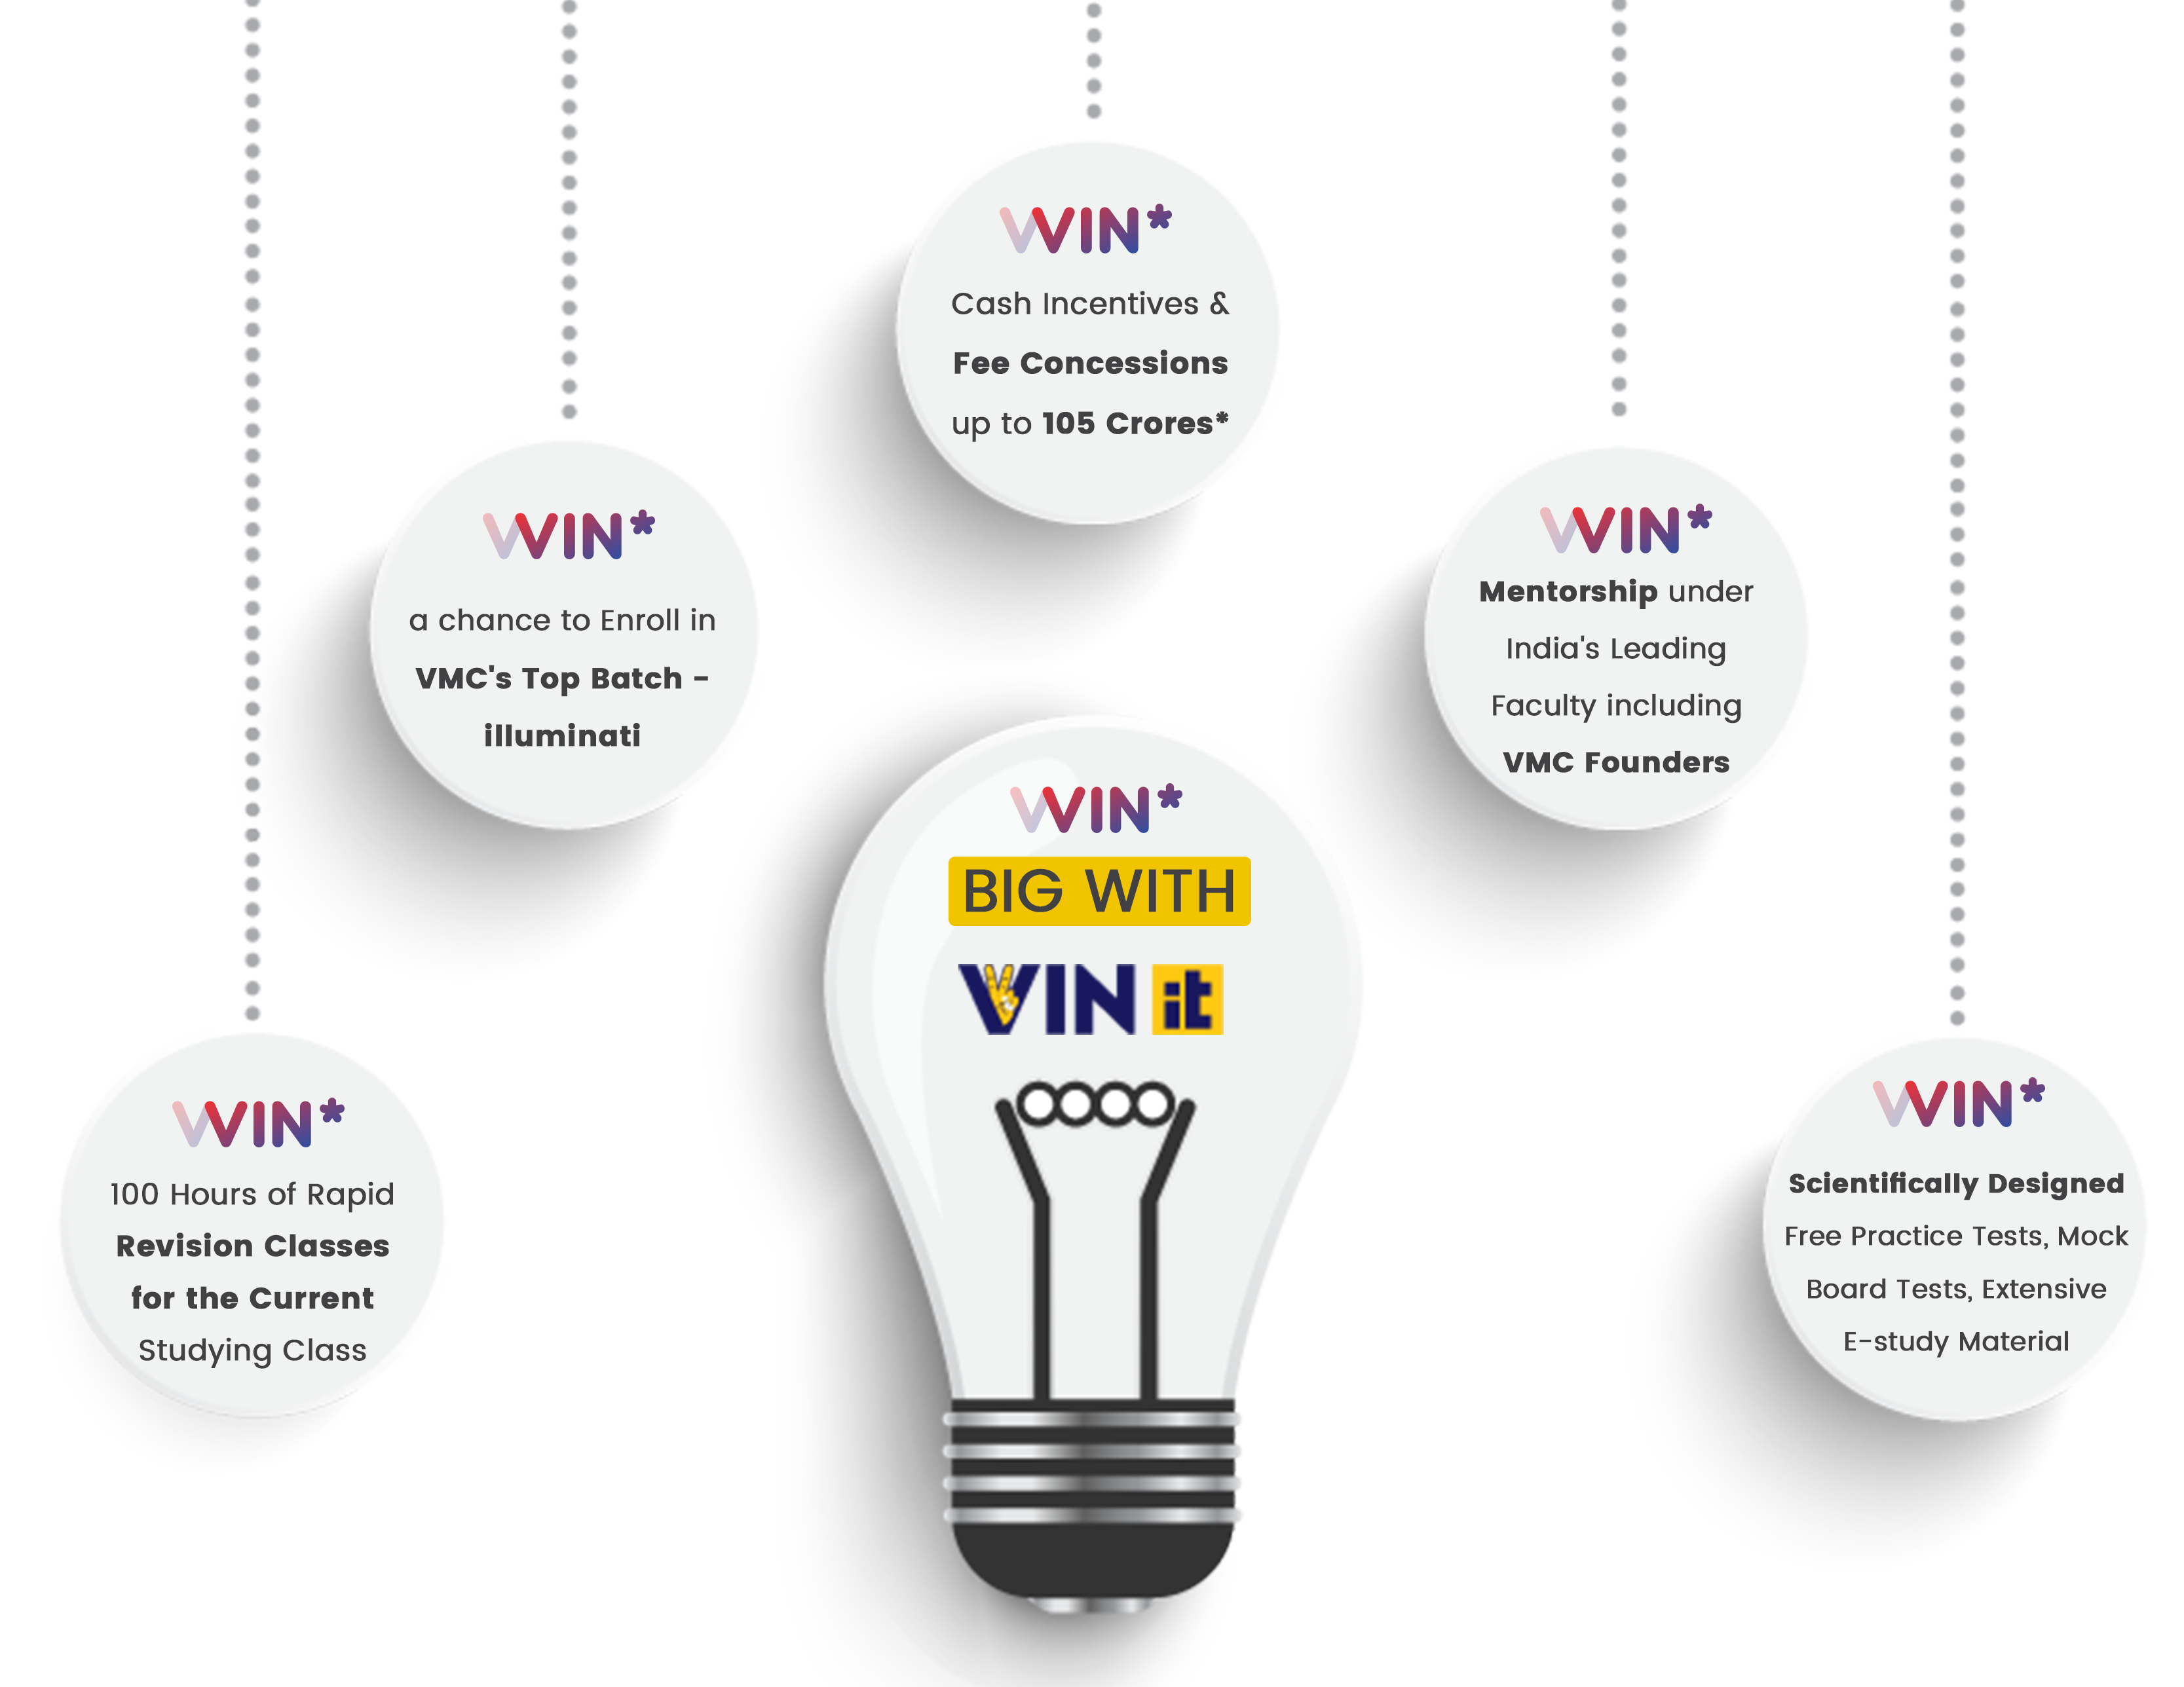 WIN*
Cash Incentives &
Fee Concessions
up to 105 Crores*
WIN*
a chance to Enroll in
VMC's Top Batch -
illuminati
WIN*
Mentorship under
India's Leading
Faculty including
VMC Founders
WIN*
BIG WITH
VIN it
WIN*
100 Hours of Rapid
Revision Classes
for the Current
Studying Class
WIN*
Scientifically Designed
Free Practice Tests, Mock
Board Tests, Extensive
E-study Material